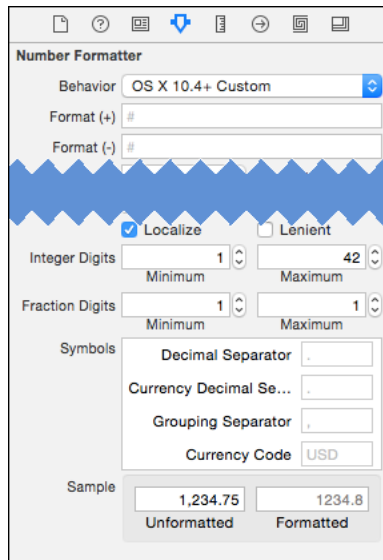 Number Formatter
Behavior OS X 10.4+ Custom
Format (+) #
Format (-) #
Localize Lenient
Integer Digits 1 42
Minimum Maximum
Fraction Digits 1 1
Minimum Maximum
Symbols Decimal Separator .
Currency Decimal Se... .
Grouping Separator ,
Currency Code USD
Sample 1,234.75 1234.8
Unformatted Formatted